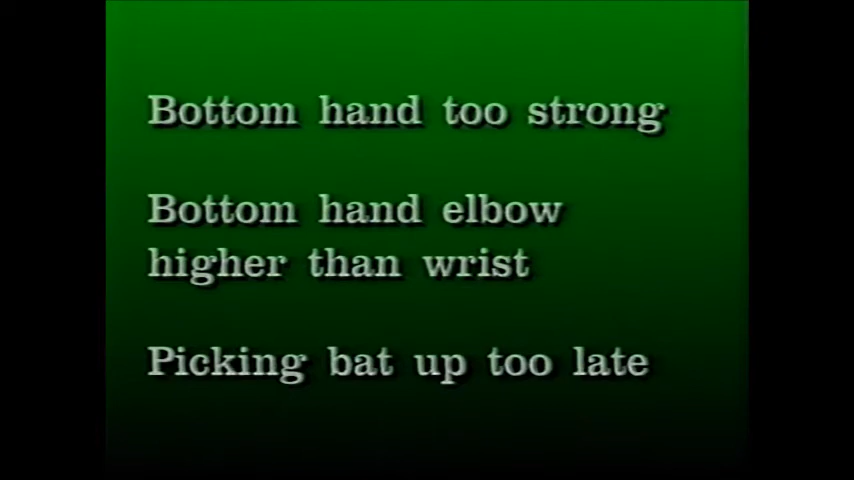 Bottom hand too strong
Bottom hand elbow
higher than wrist
Picking bat up too late